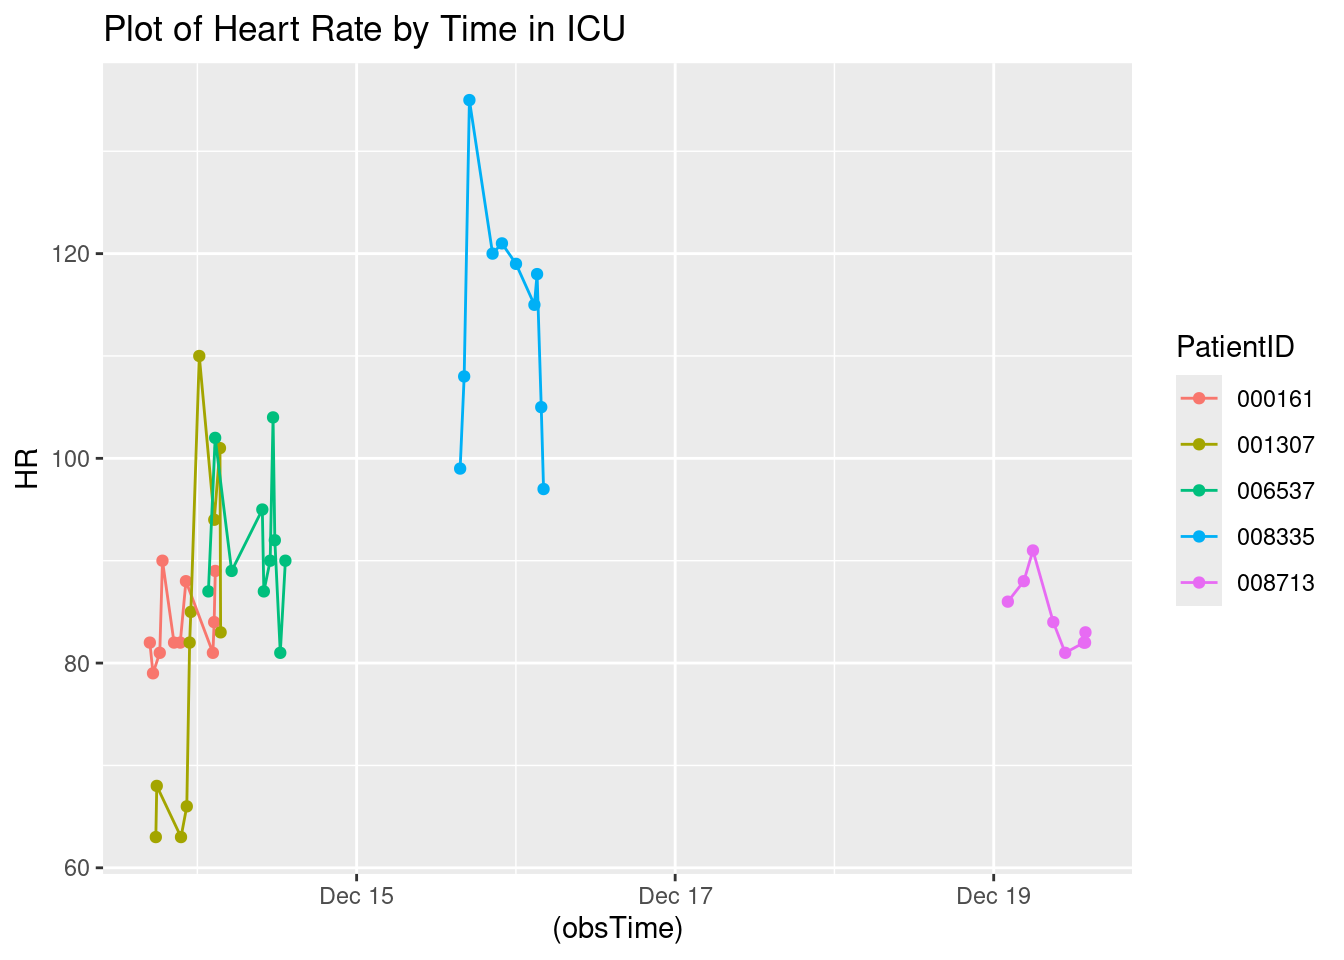 Plot of Heart Rate by Time in ICU
HR
120
100
80
60
Dec 15
Dec 17
Dec 19
(obsTime)
PatientID
000161
001307
006537
008335
008713